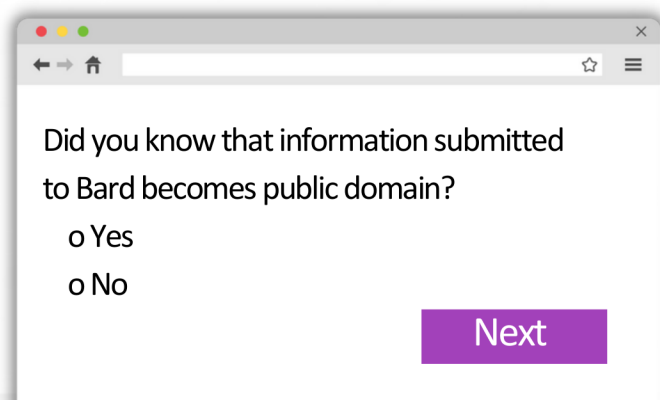 Did you know that information submitted
to Bard becomes public domain?
o Yes
o No
Next